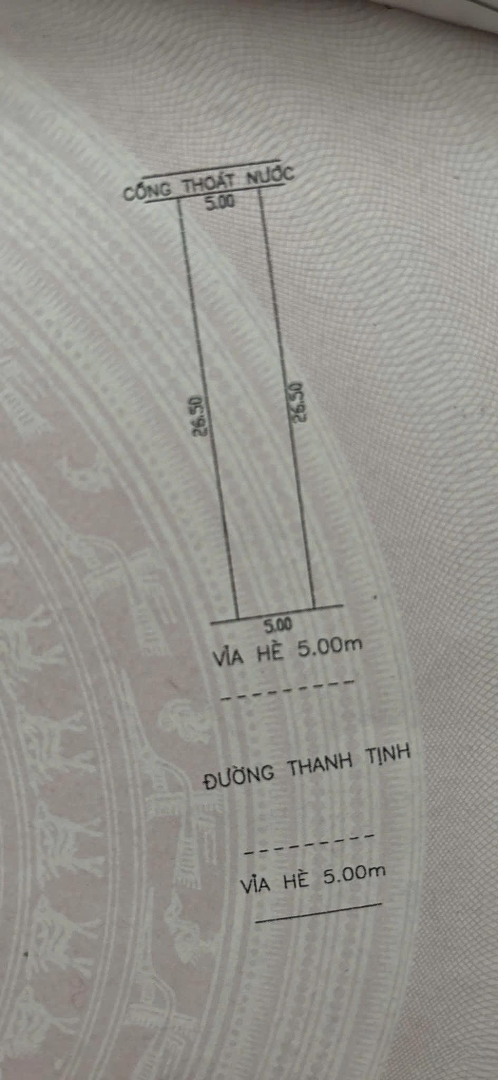 CỐNG THOÁT NƯỚC
5.00
26.50
26.50
5.00
VỈA HÈ 5.00m
ĐƯỜNG THANH TỊNH
VỈA HÈ 5.00m